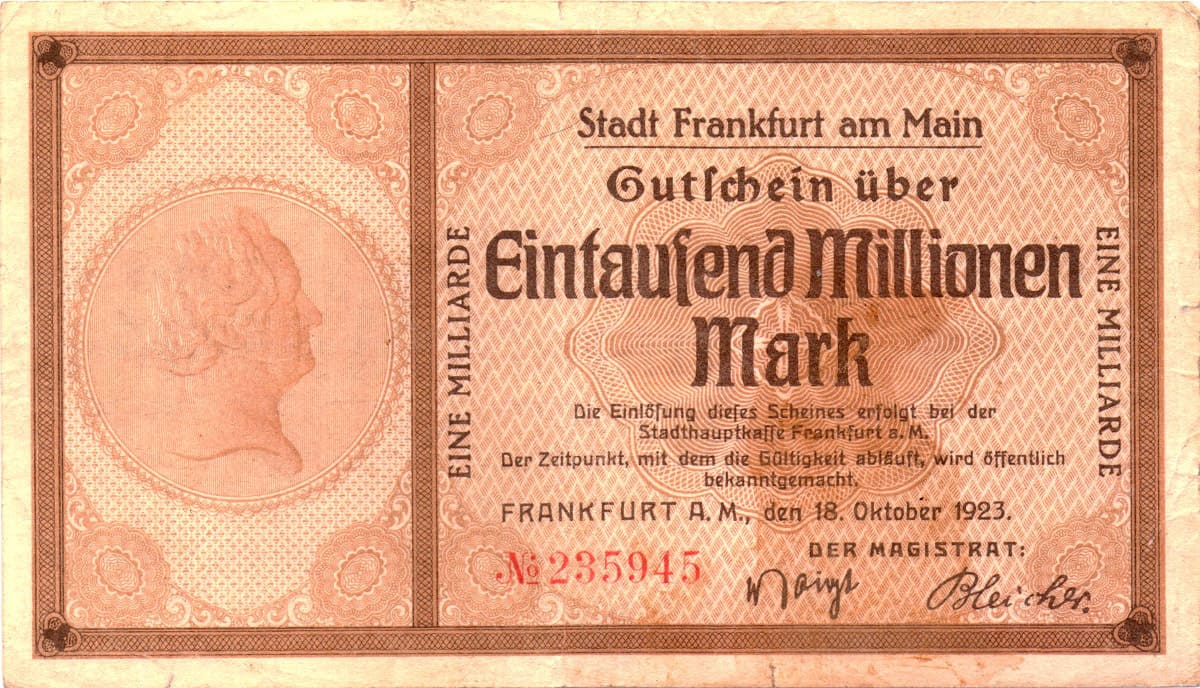 Stadt Frankfurt am Main
Gutſchein über
EINE MILLIARDE
Eintauſend Millionen
Mark
EINE MILLIARDE
Die Einlöſung dieſes Scheines erfolgt bei der
Stadthauptkaſſe Frankfurt a. M.
Der Zeitpunkt, mit dem die Gültigkeit abläuft, wird öffentlich
bekanntgemacht.
FRANKFURT A. M., den 18. Oktober 1923.
DER MAGISTRAT:
№ 235945
Voigt
Bleicher.